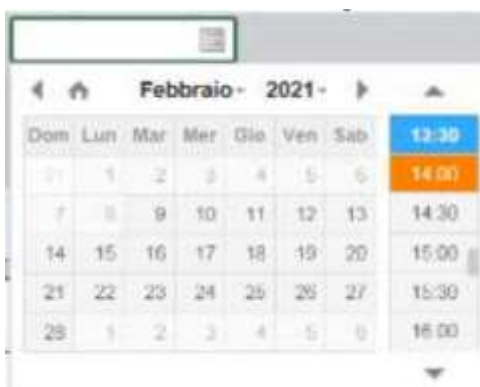 Febbraio 2021
Dom Lun Mar Mer Gio Ven Sab 13:30
31 1 2 3 4 5 6 14:00
7 8 9 10 11 12 13 14:30
14 15 16 17 18 19 20 15:00
21 22 23 24 25 26 27 15:30
28 1 2 3 4 5 6 16:00